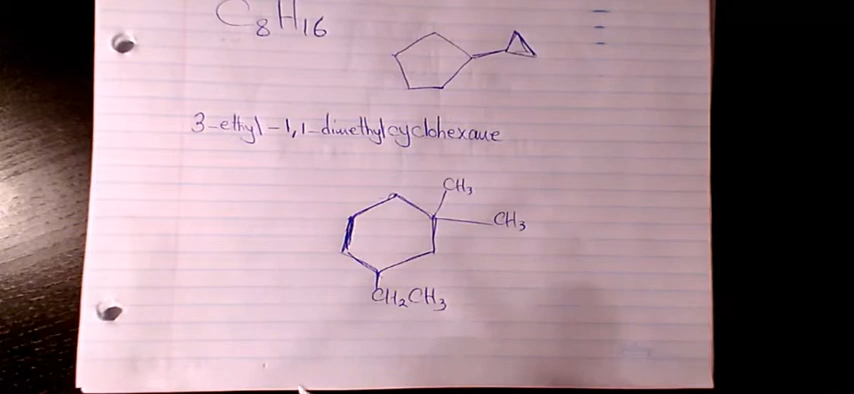 C8H16
3-ethyl-1,1-dimethylcyclohexane
CH3
CH3
CH2CH3